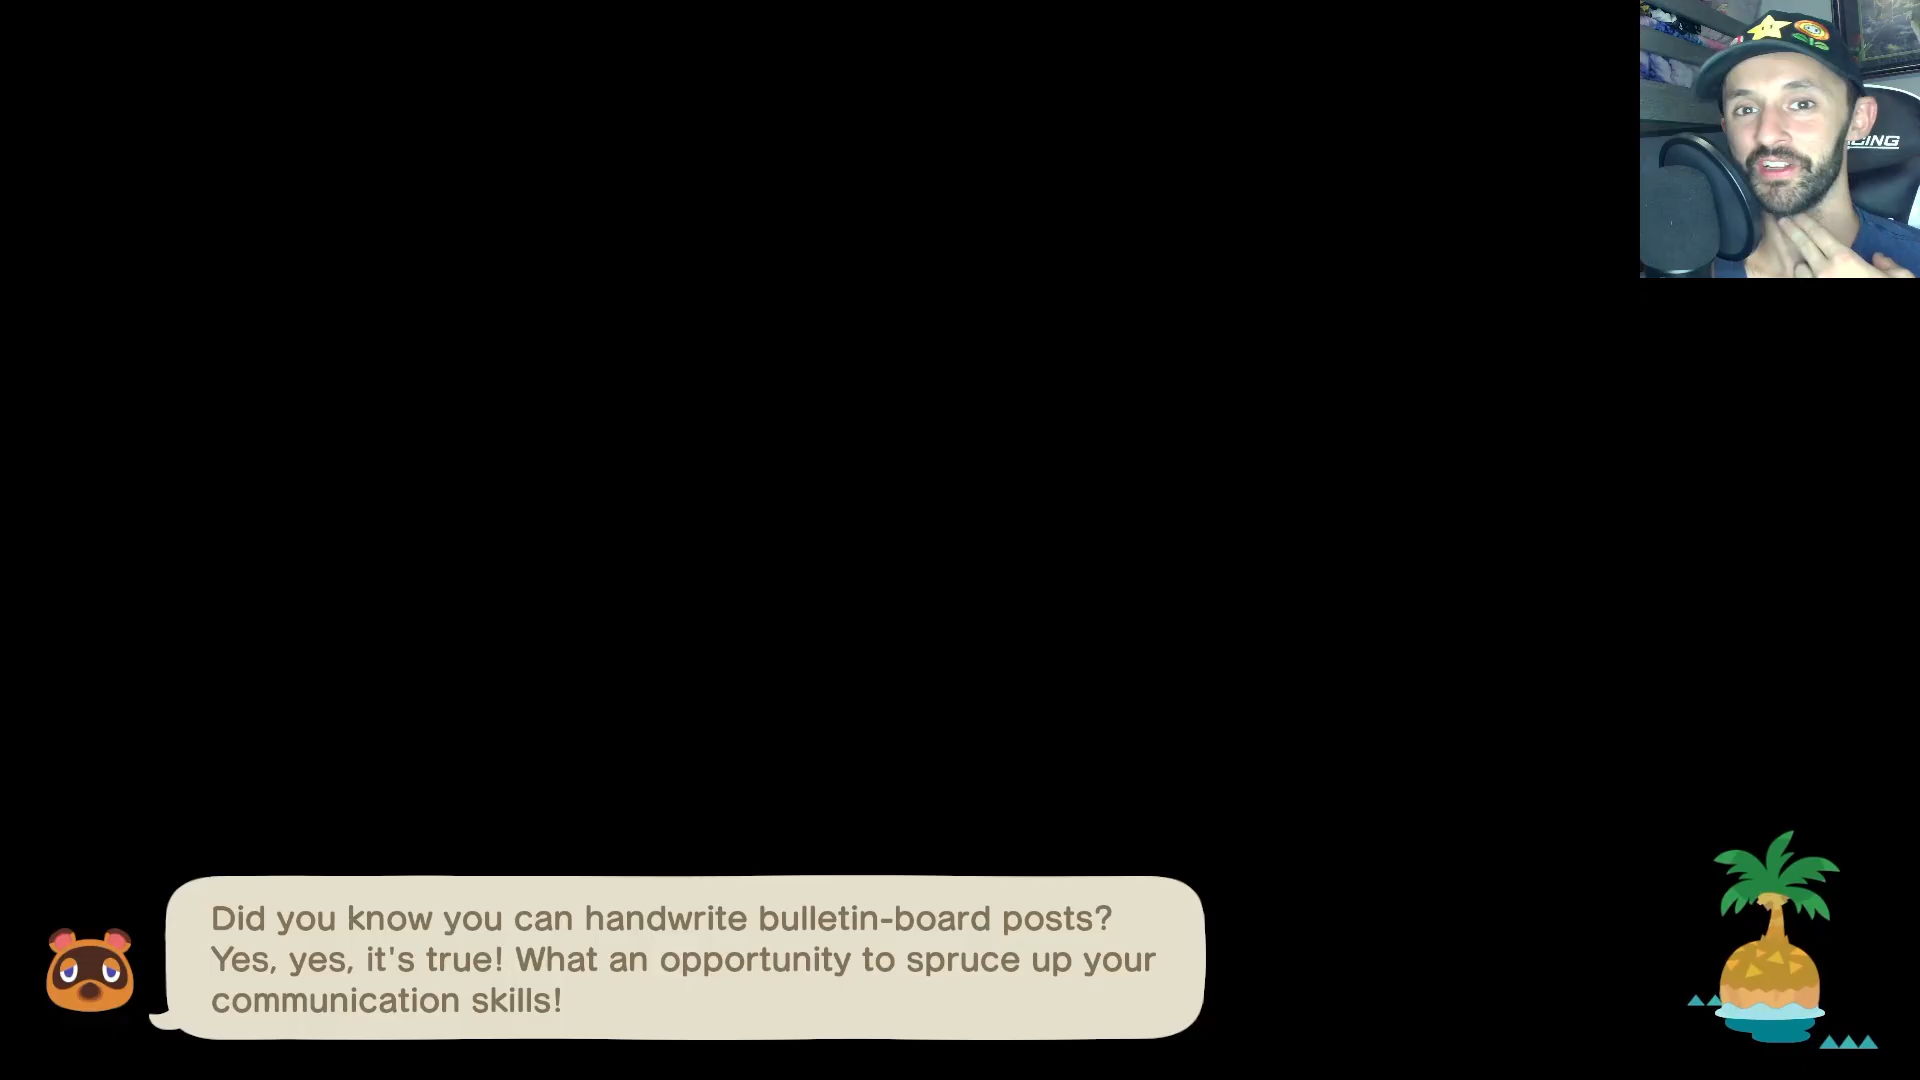 Did you know you can handwrite bulletin-board posts?
Yes, yes, it's true! What an opportunity to spruce up your
communication skills!